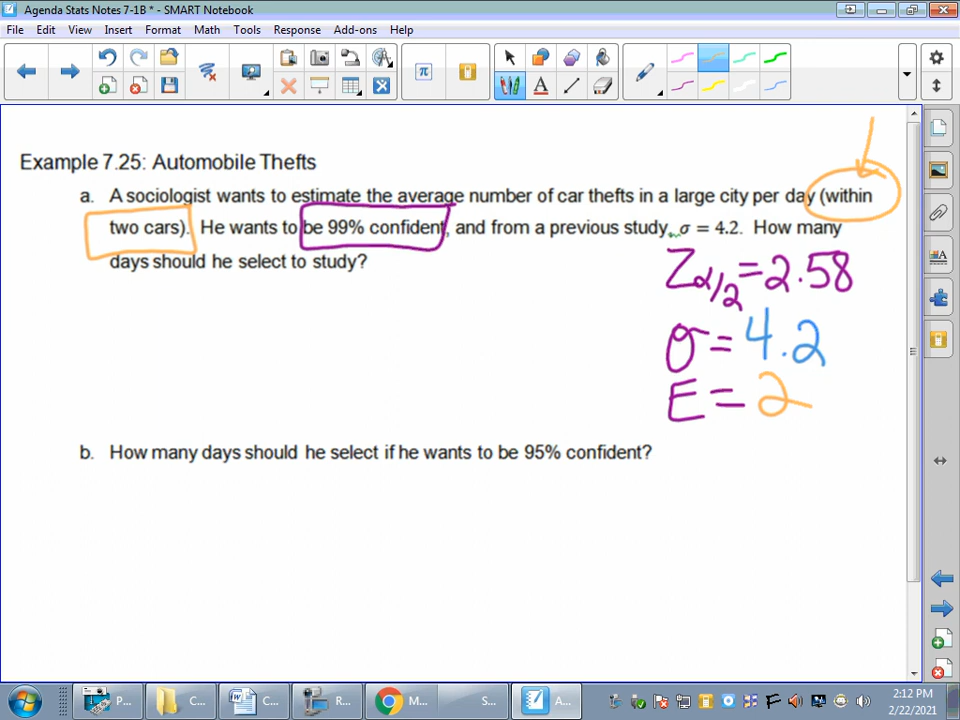 Agenda Stats Notes 7-1B * - SMART Notebook
File Edit View Insert Format Math Tools Response Add-ons Help
π
A
Example 7.25: Automobile Thefts
a. A sociologist wants to estimate the average number of car thefts in a large city per day (within
two cars). He wants to be 99% confident, and from a previous study, σ = 4.2. How many
days should he select to study?
Zα/2 = 2.58
σ = 4.2
E = 2
b. How many days should he select if he wants to be 95% confident?
P... C... C... R... M... S... A...
2:12 PM
2/22/2021